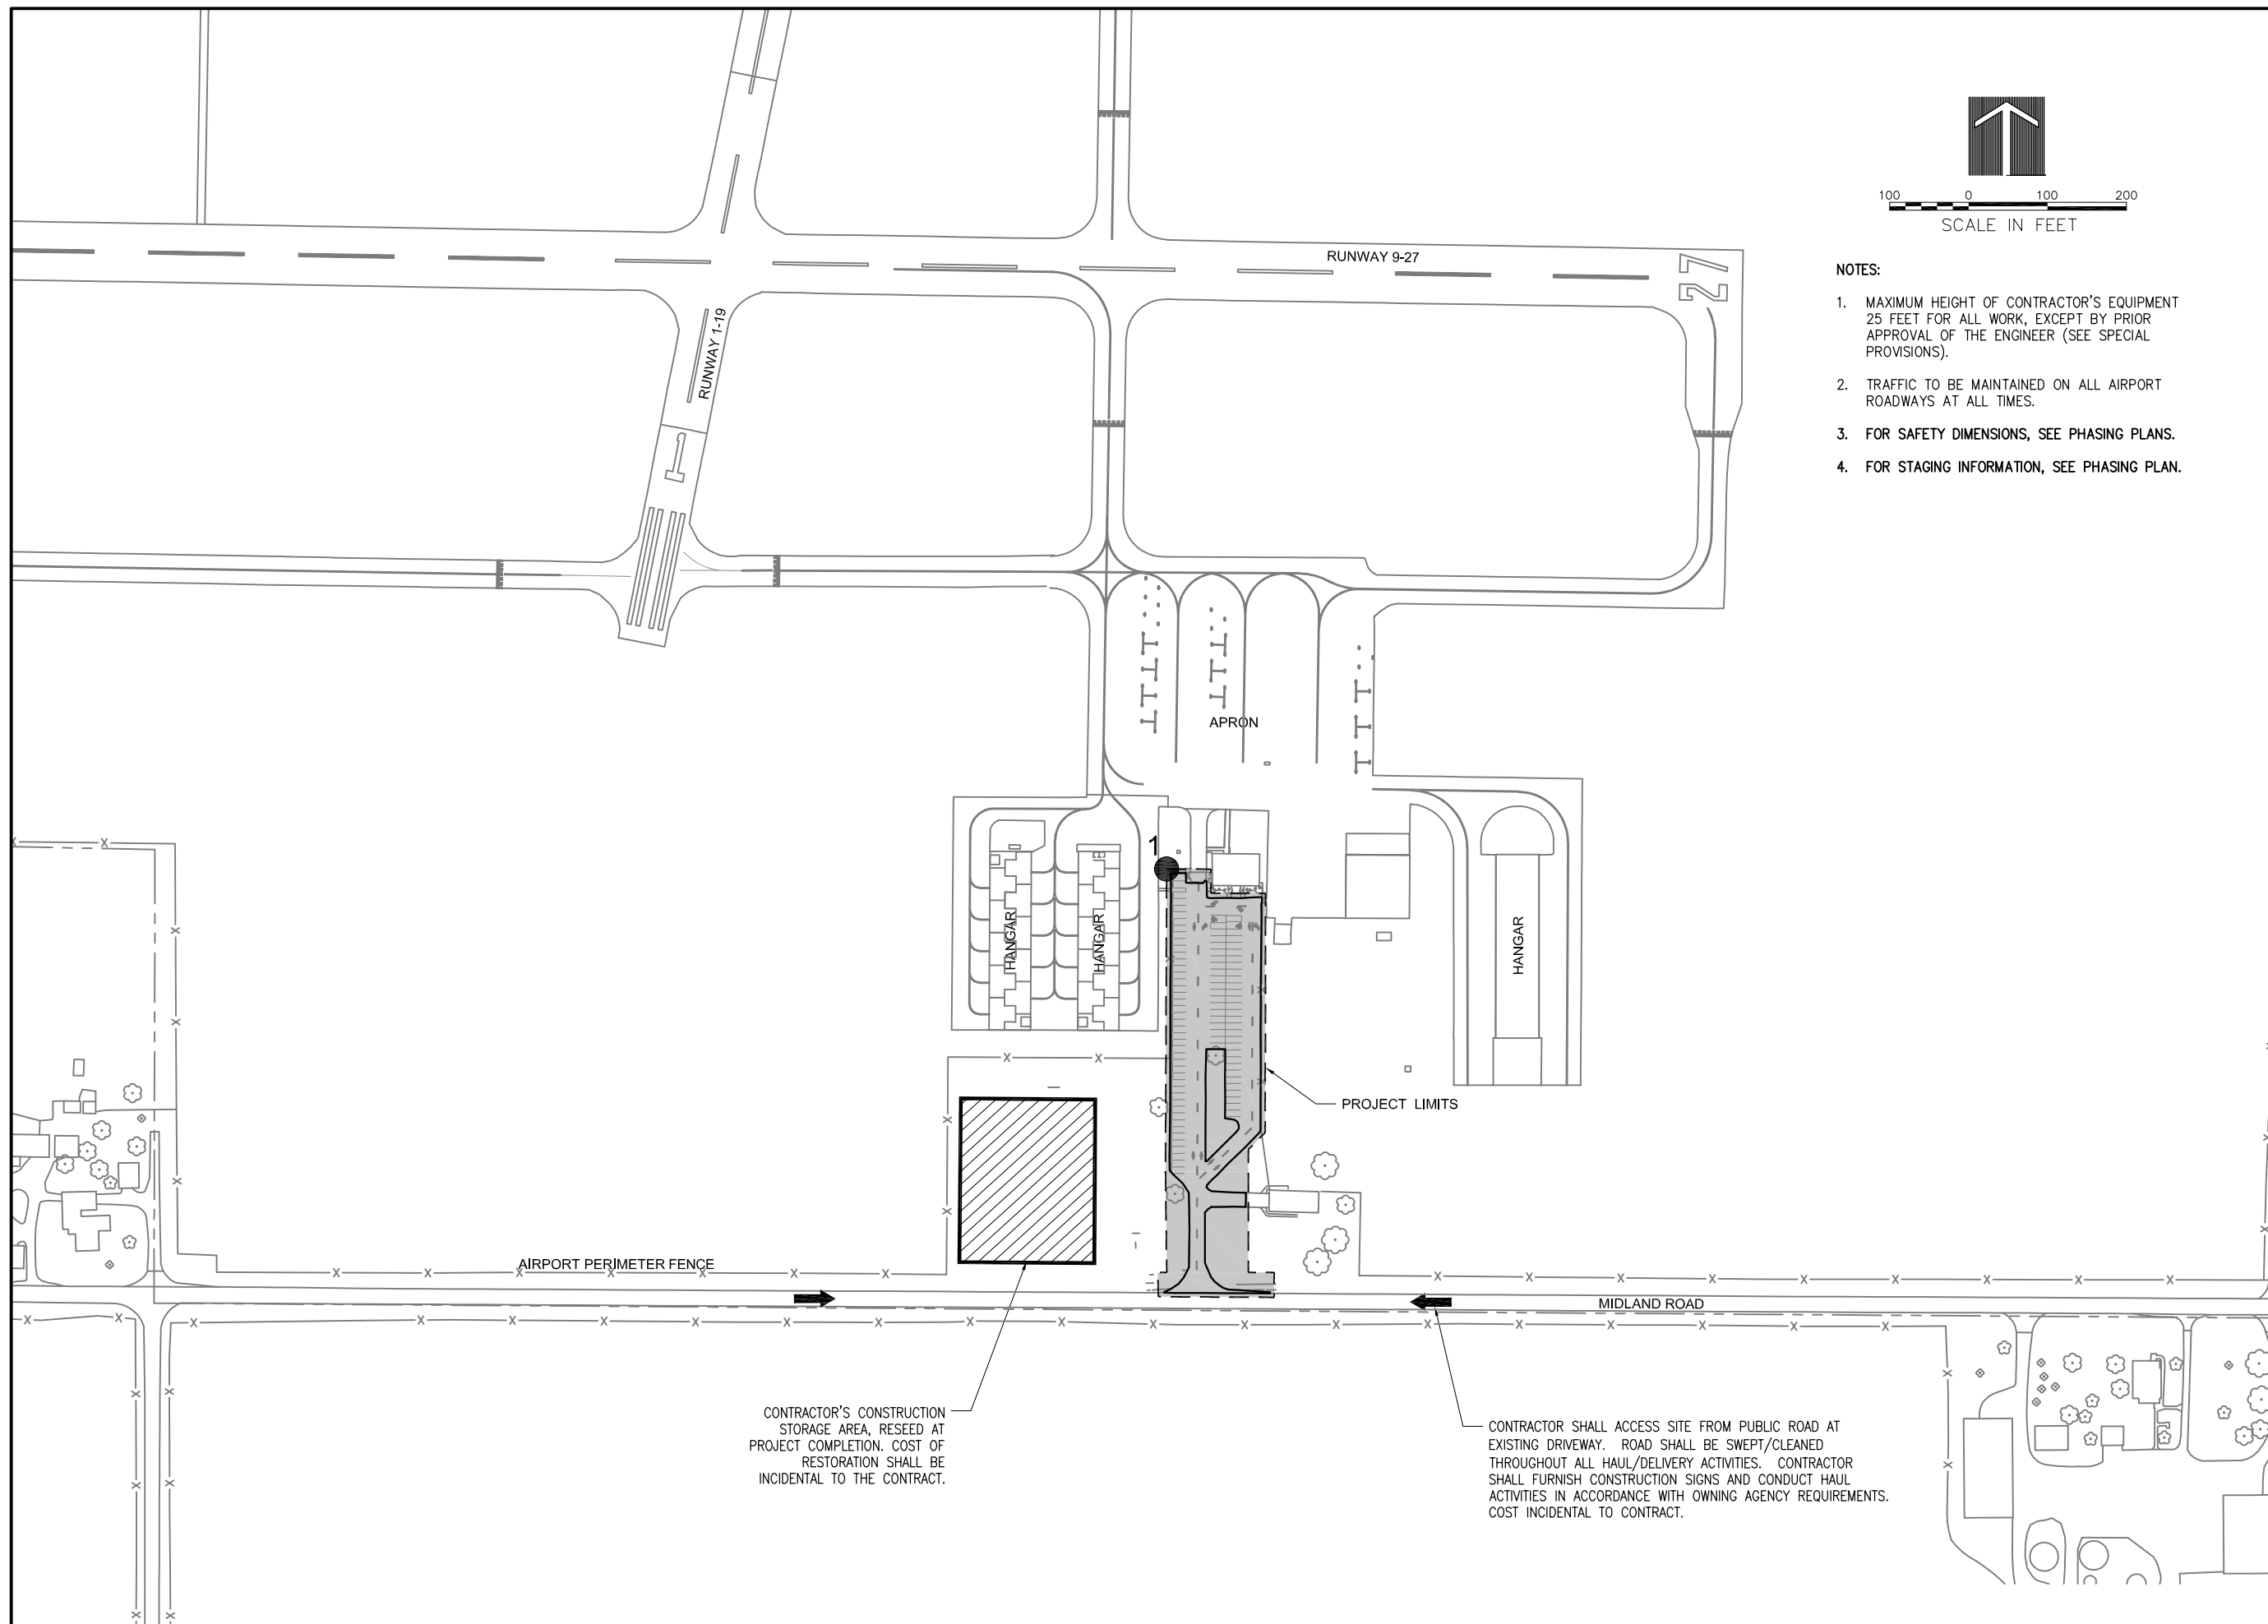 100 0 100 200
SCALE IN FEET
RUNWAY 9-27
27
NOTES:
1. MAXIMUM HEIGHT OF CONTRACTOR'S EQUIPMENT
25 FEET FOR ALL WORK, EXCEPT BY PRIOR
APPROVAL OF THE ENGINEER (SEE SPECIAL
PROVISIONS).
2. TRAFFIC TO BE MAINTAINED ON ALL AIRPORT
ROADWAYS AT ALL TIMES.
3. FOR SAFETY DIMENSIONS, SEE PHASING PLANS.
4. FOR STAGING INFORMATION, SEE PHASING PLAN.
RUNWAY 1-19
1
APRON
1
HANGAR
HANGAR
HANGAR
PROJECT LIMITS
AIRPORT PERIMETER FENCE
MIDLAND ROAD
CONTRACTOR'S CONSTRUCTION
STORAGE AREA, RESEED AT
PROJECT COMPLETION. COST OF
RESTORATION SHALL BE
INCIDENTAL TO THE CONTRACT.
CONTRACTOR SHALL ACCESS SITE FROM PUBLIC ROAD AT
EXISTING DRIVEWAY. ROAD SHALL BE SWEPT/CLEANED
THROUGHOUT ALL HAUL/DELIVERY ACTIVITIES. CONTRACTOR
SHALL FURNISH CONSTRUCTION SIGNS AND CONDUCT HAUL
ACTIVITIES IN ACCORDANCE WITH OWNING AGENCY REQUIREMENTS.
COST INCIDENTAL TO CONTRACT.